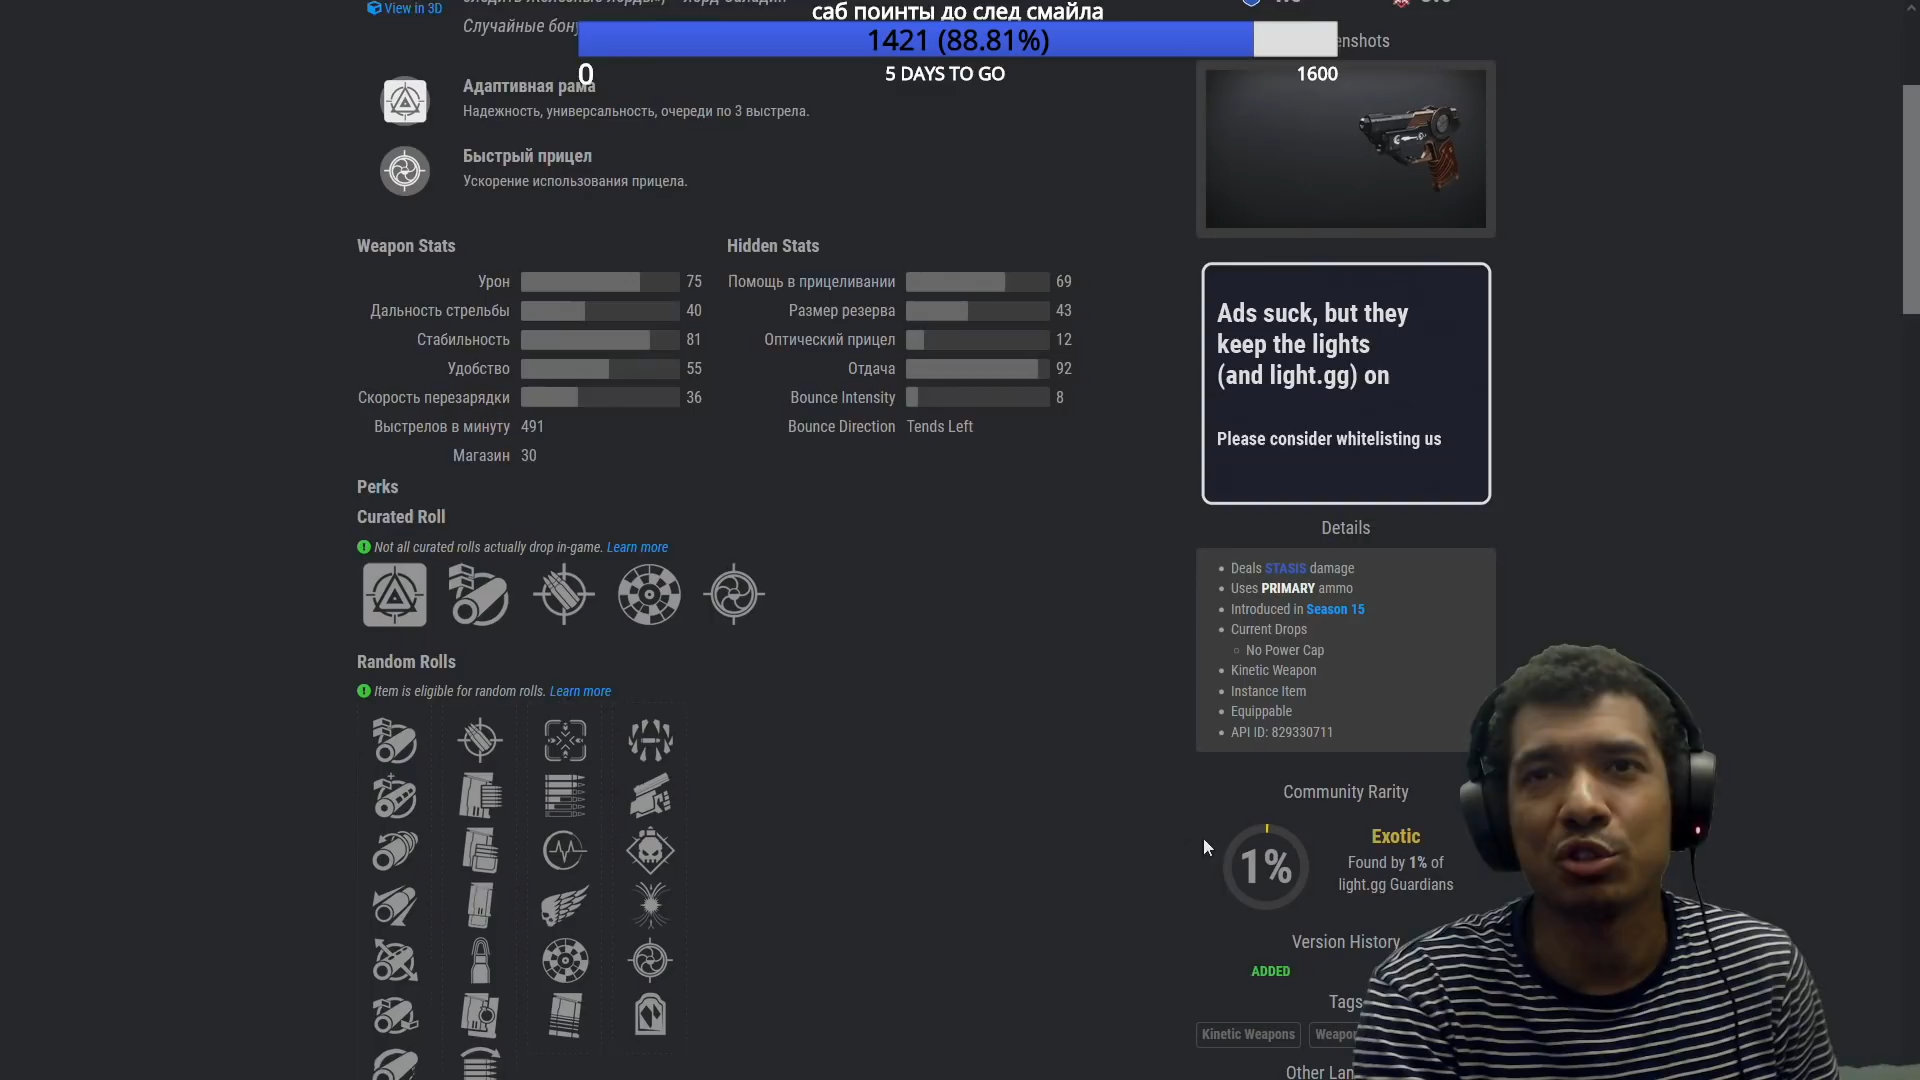 View in 3D
саб поинты до след смайла
1421 (88.81%)
0
5 DAYS TO GO
1600
Адаптивная рама
Надежность, универсальность, очереди по 3 выстрела.
Быстрый прицел
Ускорение использования прицела.
Weapon Stats
Урон 75
Дальность стрельбы 40
Стабильность 81
Удобство 55
Скорость перезарядки 36
Выстрелов в минуту 491
Магазин 30
Hidden Stats
Помощь в прицеливании 69
Размер резерва 43
Оптический прицел 12
Отдача 92
Bounce Intensity 8
Bounce Direction Tends Left
Perks
Curated Roll
Not all curated rolls actually drop in-game. Learn more
Random Rolls
Item is eligible for random rolls. Learn more
Ads suck, but they
keep the lights
(and light.gg) on
Please consider whitelisting us
Details
Deals STASIS damage
Uses PRIMARY ammo
Introduced in Season 15
Current Drops
No Power Cap
Kinetic Weapon
Instance Item
Equippable
API ID: 829330711
Community Rarity
1%
Exotic
Found by 1% of
light.gg Guardians
Version History
ADDED
Tags
Kinetic Weapons
Other